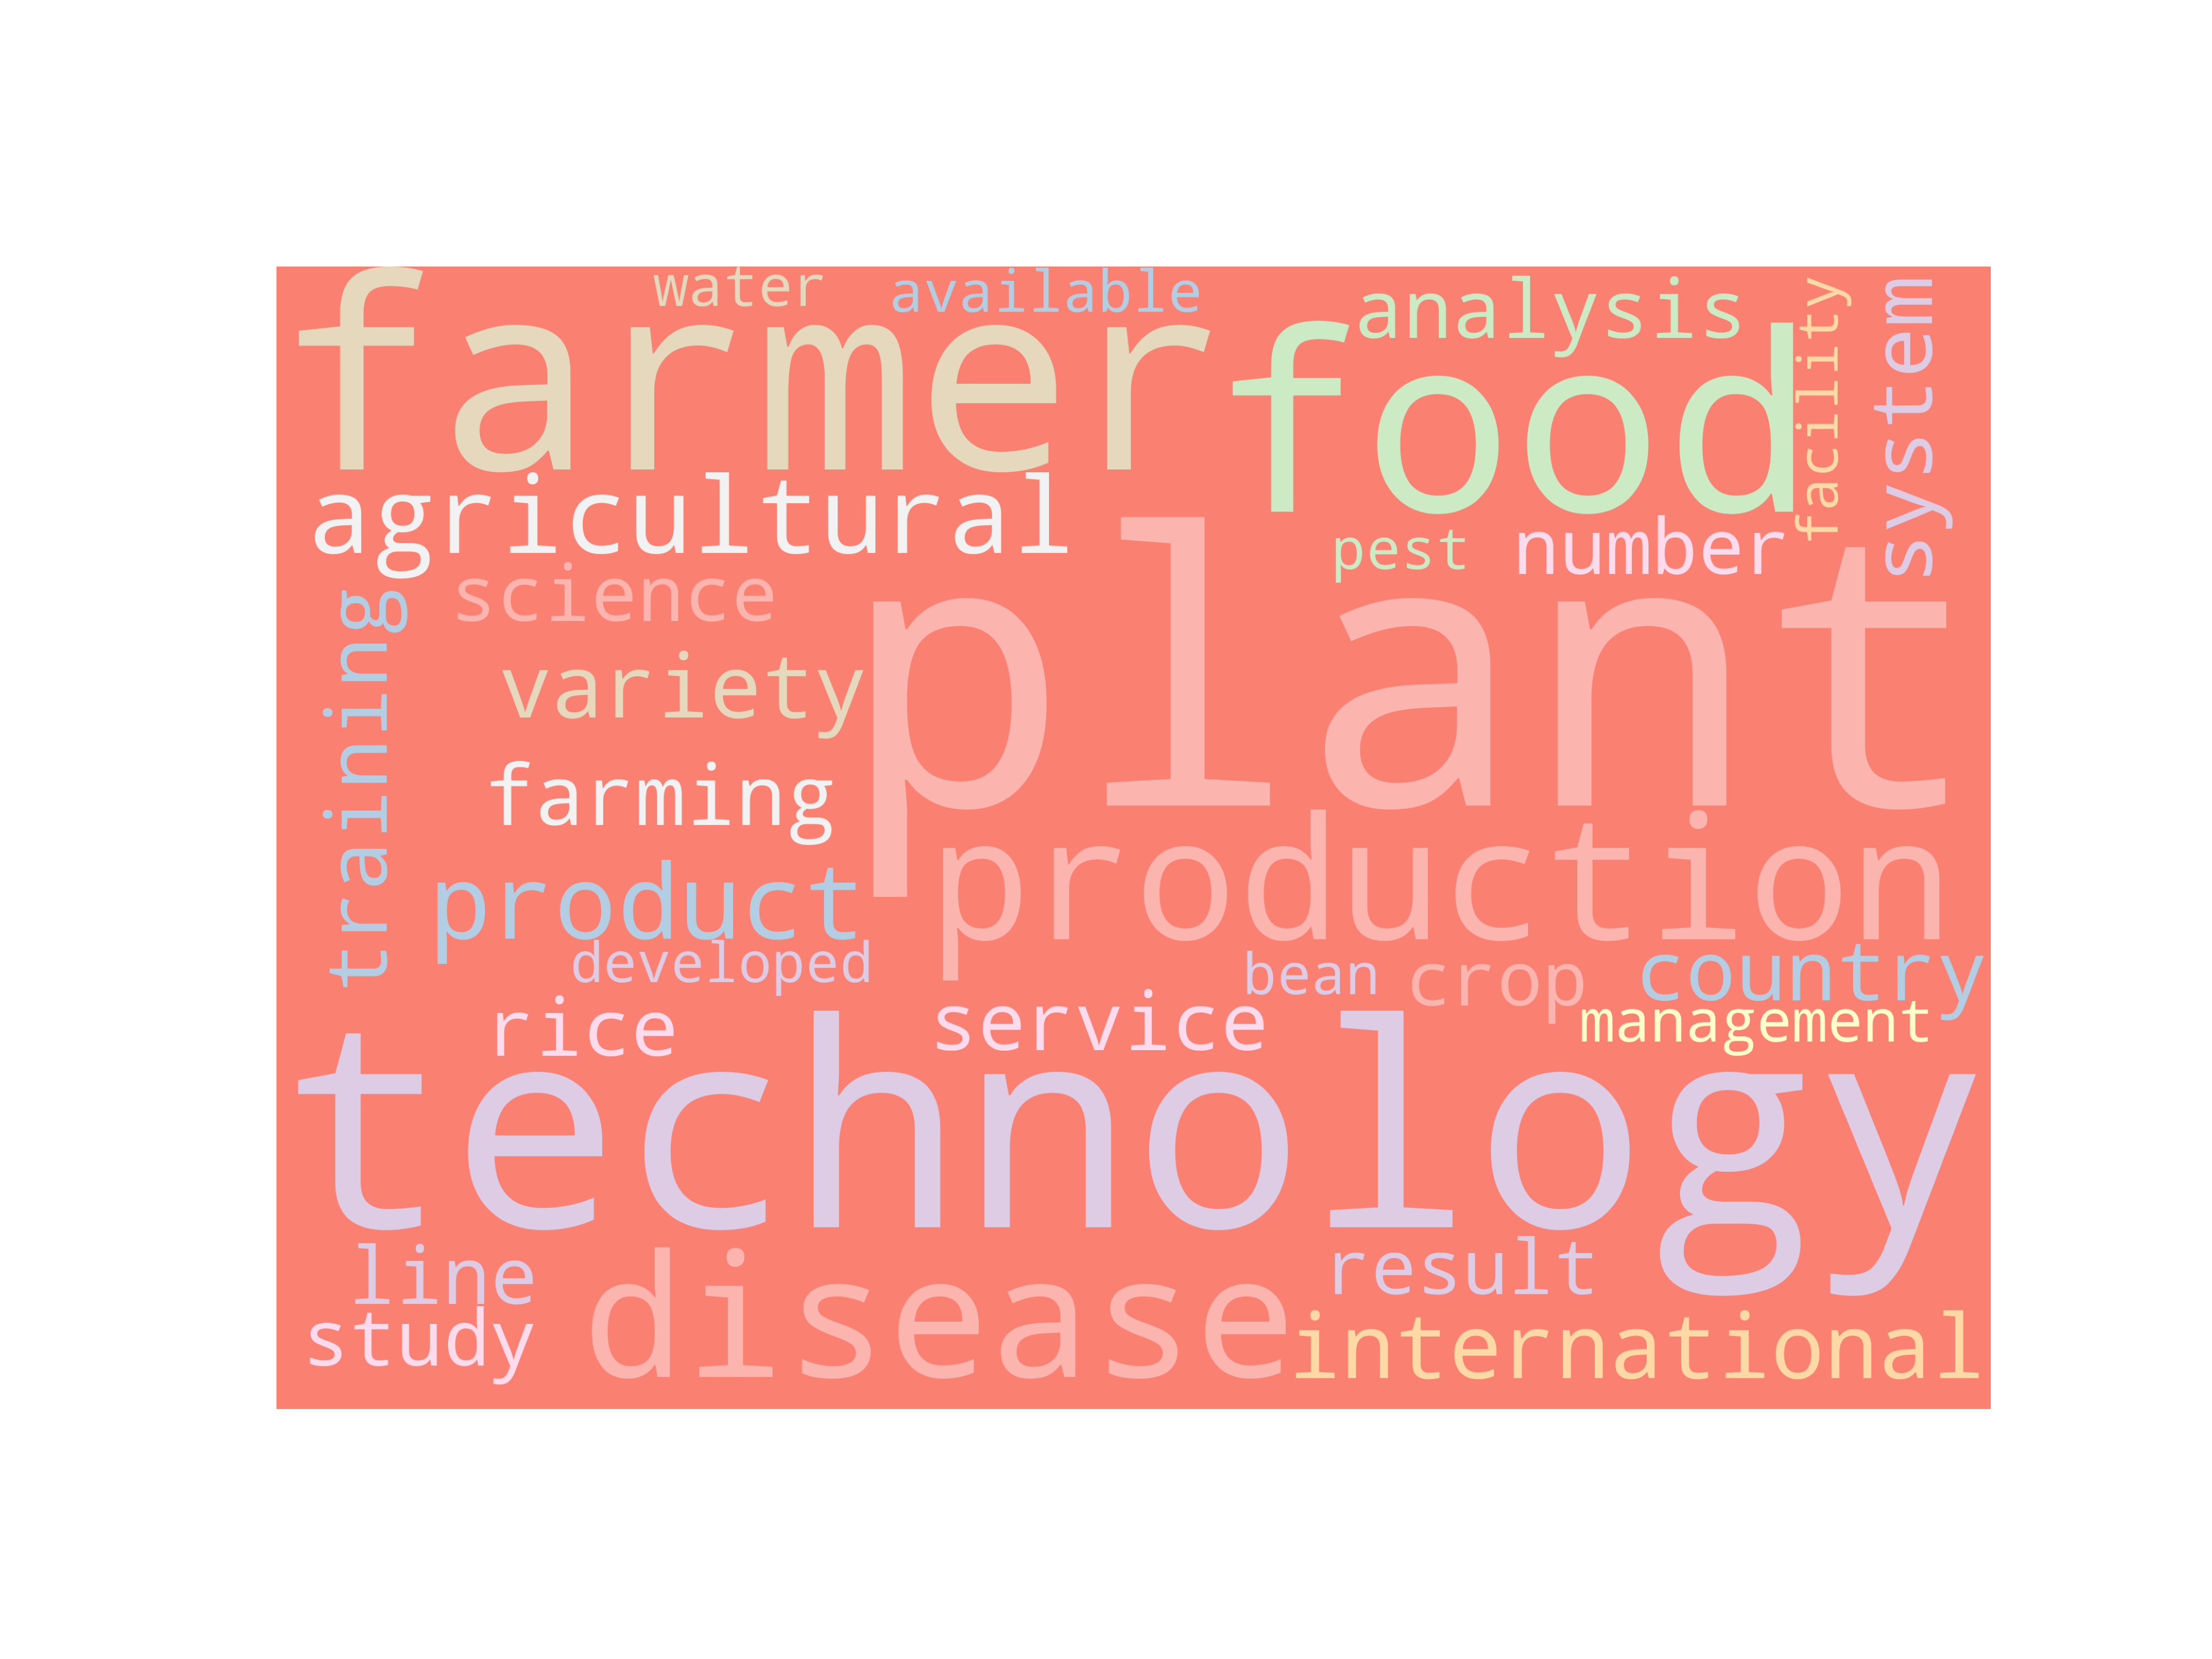 water
available
analysis
facility
system
farmer
food
agricultural
pest
number
science
plant
training
variety
farming
production
product
developed
bean
crop
country
rice
service
management
technology
line
result
study
disease
international